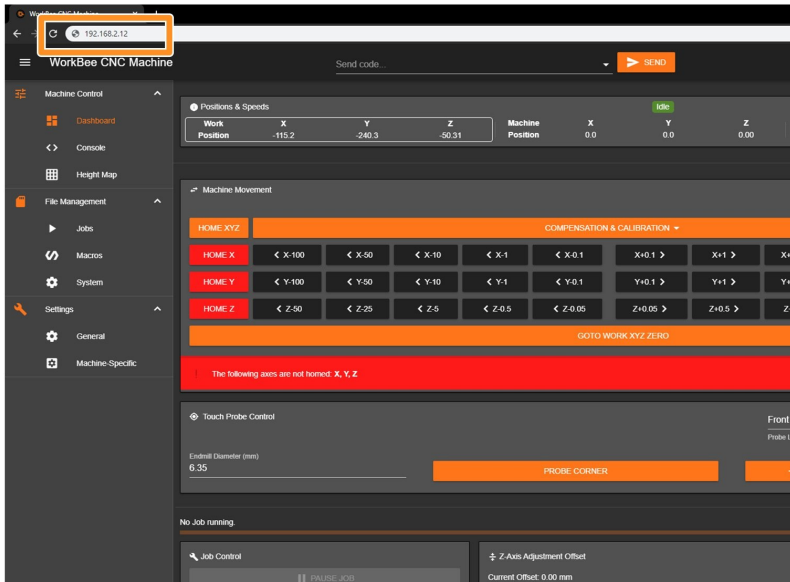 WorkBee CNC Machine
192.168.2.12
WorkBee CNC Machine
Send code...
SEND
Machine Control
Dashboard
Console
Height Map
File Management
Jobs
Macros
System
Settings
General
Machine-Specific
Positions & Speeds
Idle
Work Position X Y Z Machine Position X Y Z
-115.2 -240.3 -50.31 0.0 0.0 0.00
Machine Movement
HOME XYZ COMPENSATION & CALIBRATION
HOME X X-100 X-50 X-10 X-1 X-0.1 X+0.1 X+1 X+
HOME Y Y-100 Y-50 Y-10 Y-1 Y-0.1 Y+0.1 Y+1 Y+
HOME Z Z-50 Z-25 Z-5 Z-0.5 Z-0.05 Z+0.05 Z+0.5
GOTO WORK XYZ ZERO
! The following axes are not homed: X, Y, Z
Touch Probe Control
Front
Endmill Diameter (mm)
6.35
PROBE CORNER
No Job running.
Job Control
PAUSE JOB
Z-Axis Adjustment Offset
Current Offset: 0.00 mm